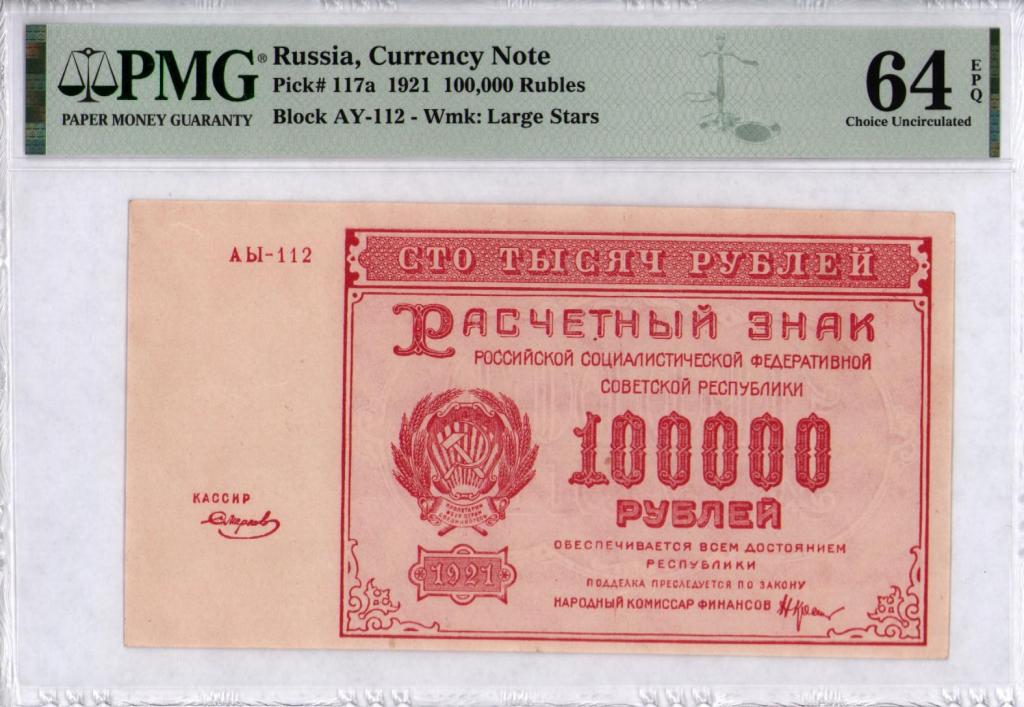 PMG®
PAPER MONEY GUARANTY
Russia, Currency Note
Pick# 117a 1921 100,000 Rubles
Block AY-112 - Wmk: Large Stars
64 EPQ
Choice Uncirculated
АЫ-112
СТО ТЫСЯЧ РУБЛЕЙ
РАСЧЕТНЫЙ ЗНАК
РОССИЙСКОЙ СОЦИАЛИСТИЧЕСКОЙ ФЕДЕРАТИВНОЙ
СОВЕТСКОЙ РЕСПУБЛИКИ
100000
РУБЛЕЙ
КАССИР
1921
ОБЕСПЕЧИВАЕТСЯ ВСЕМ ДОСТОЯНИЕМ
РЕСПУБЛИКИ
ПОДДЕЛКА ПРЕСЛЕДУЕТСЯ ПО ЗАКОНУ
НАРОДНЫЙ КОМИССАР ФИНАНСОВ